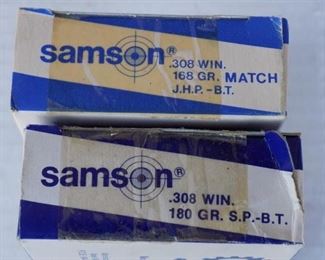 samson®
.308 WIN.
168 GR. MATCH
J.H.P.-B.T.
samson®
.308 WIN.
180 GR. S.P.-B.T.